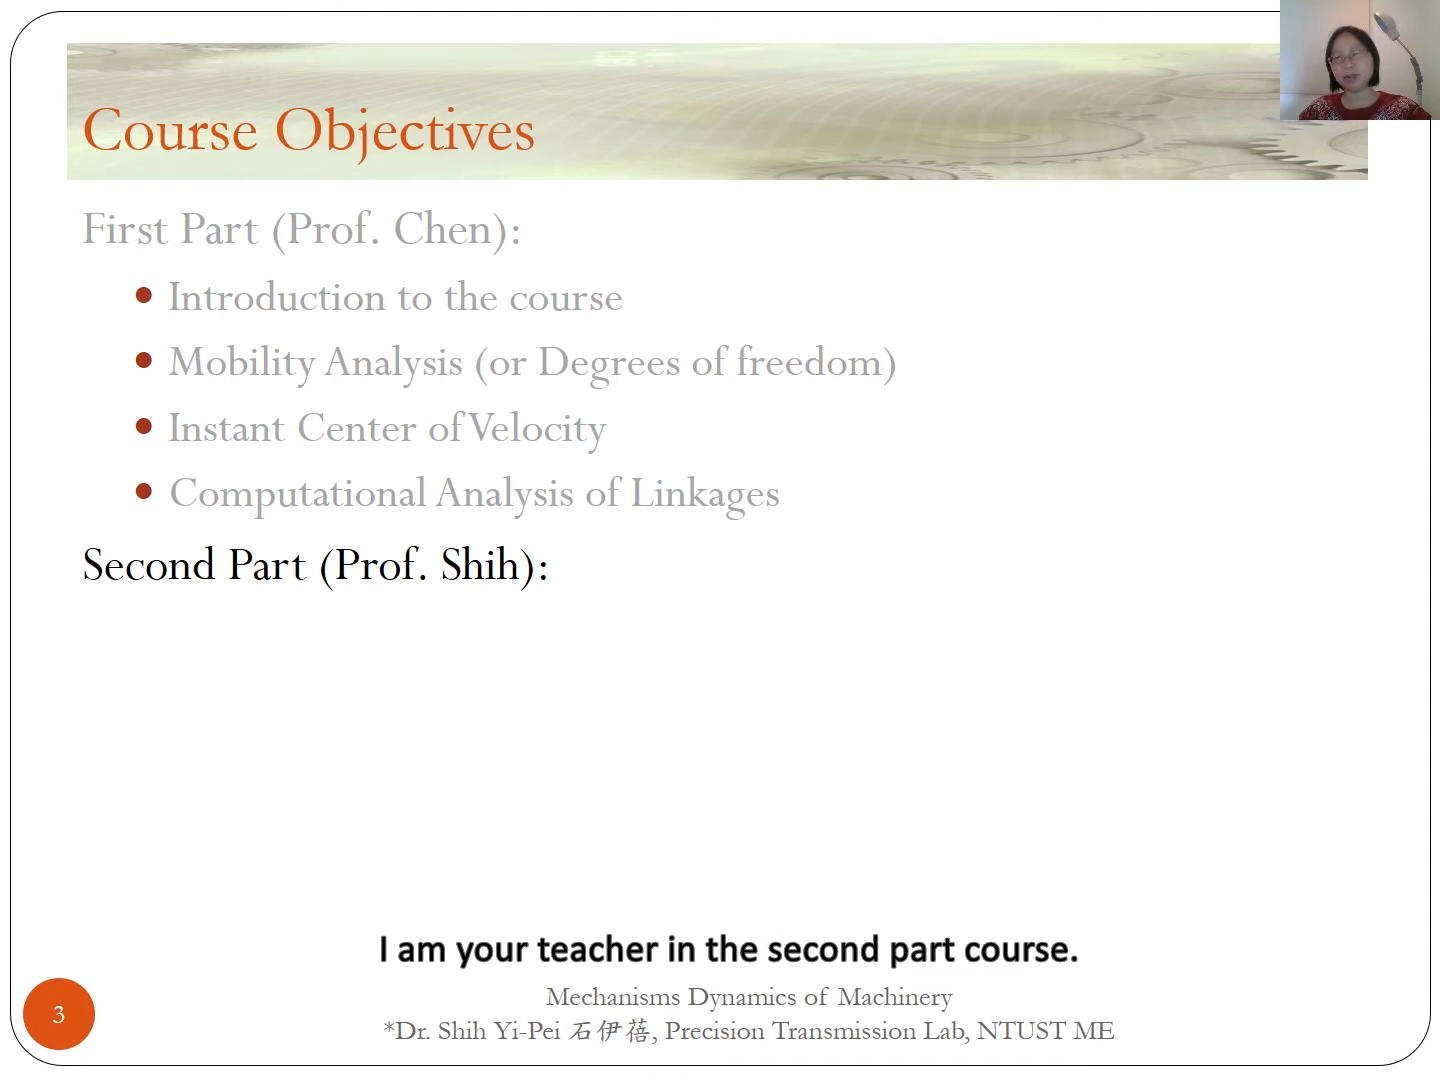 Course Objectives
First Part (Prof. Chen):
Introduction to the course
Mobility Analysis (or Degrees of freedom)
Instant Center of Velocity
Computational Analysis of Linkages
Second Part (Prof. Shih):
I am your teacher in the second part course.
Mechanisms Dynamics of Machinery
*Dr. Shih Yi-Pei 石伊蓓, Precision Transmission Lab, NTUST ME
3